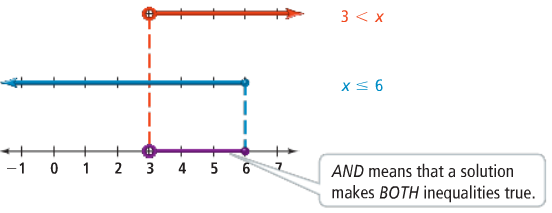 3 < x
x ≤ 6
−1 0 1 2 3 4 5 6 7
AND means that a solution
makes BOTH inequalities true.